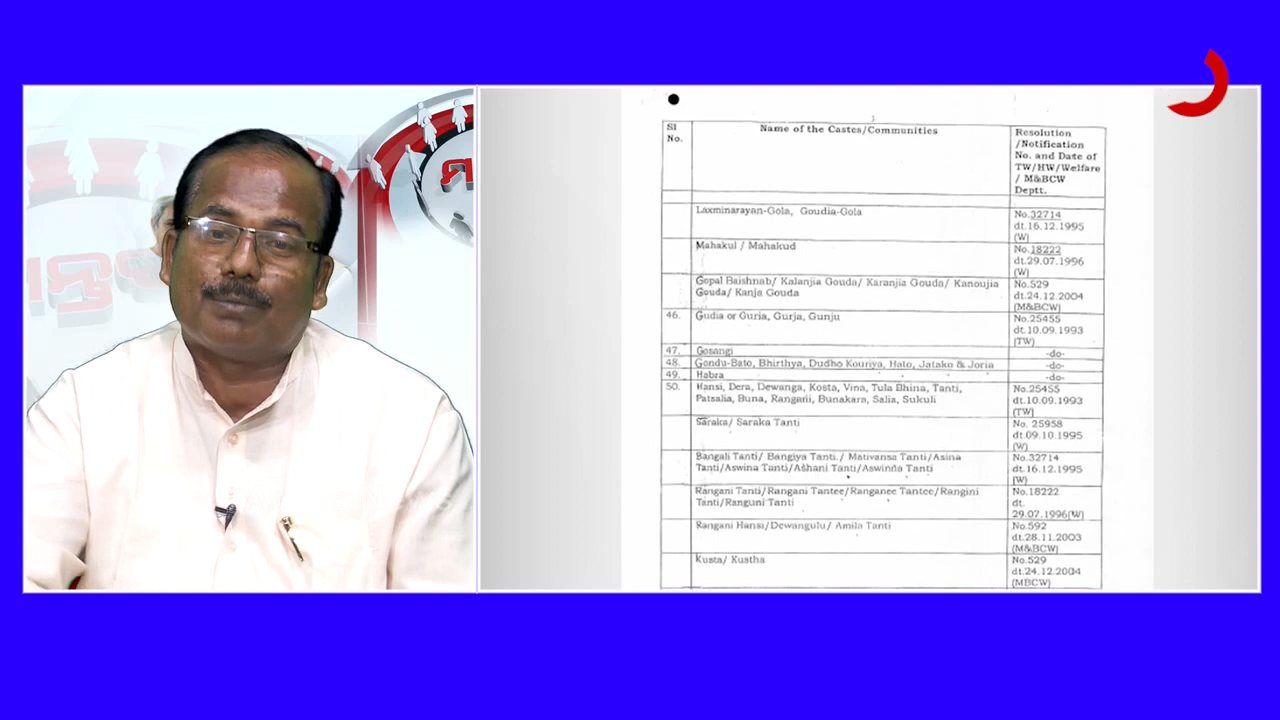 Sl
No.
Name of the Castes/Communities
Resolution
/Notification
No. and Date of
TW/HW/Welfare
/ M&BCW
Deptt.
Laxminarayan-Gola, Goudia-Gola
No.32714
dt.16.12.1995
(W)
Mahakul / Mahakud
No.18222
dt.29.07.1996
(W)
Gopal Baishnab/ Kalanjia Gouda/ Karanjia Gouda/ Kanoujia
Gouda/ Kanja Gouda
No.529
dt.24.12.2004
(M&BCW)
46.
Gudia or Guria, Gurja, Gunju
No.25455
dt.10.09.1993
(TW)
47.
Gosangi
-do-
48.
Gondu-Bato, Bhirthya, Dudho Kouriya, Hato, Jatako & Joria
-do-
49.
Habra
-do-
50.
Hansi, Dera, Dewanga, Kosta, Vina, Tula Bhina, Tanti,
Patsalia, Buna, Rangani, Bunakara, Salia, Sukuli
No.25455
dt.10.09.1993
(TW)
Saraka/ Saraka Tanti
No. 25958
dt.09.10.1995
(W)
Bangali Tanti/ Bangiya Tanti./ Mativansa Tanti/Asina
Tanti/Aswina Tanti/Ashani Tanti/Aswinna Tanti
No.32714
dt.16.12.1995
(W)
Rangani Tanti/Rangani Tantee/Ranganee Tantee/Rangini
Tanti/Ranguni Tanti
No.18222
dt.
29.07.1996(W)
Rangani Hansi/Dewangulu/ Amila Tanti
No.592
dt.28.11.2003
(M&BCW)
Kusta/ Kustha
No.529
dt.24.12.2004
(MBCW)